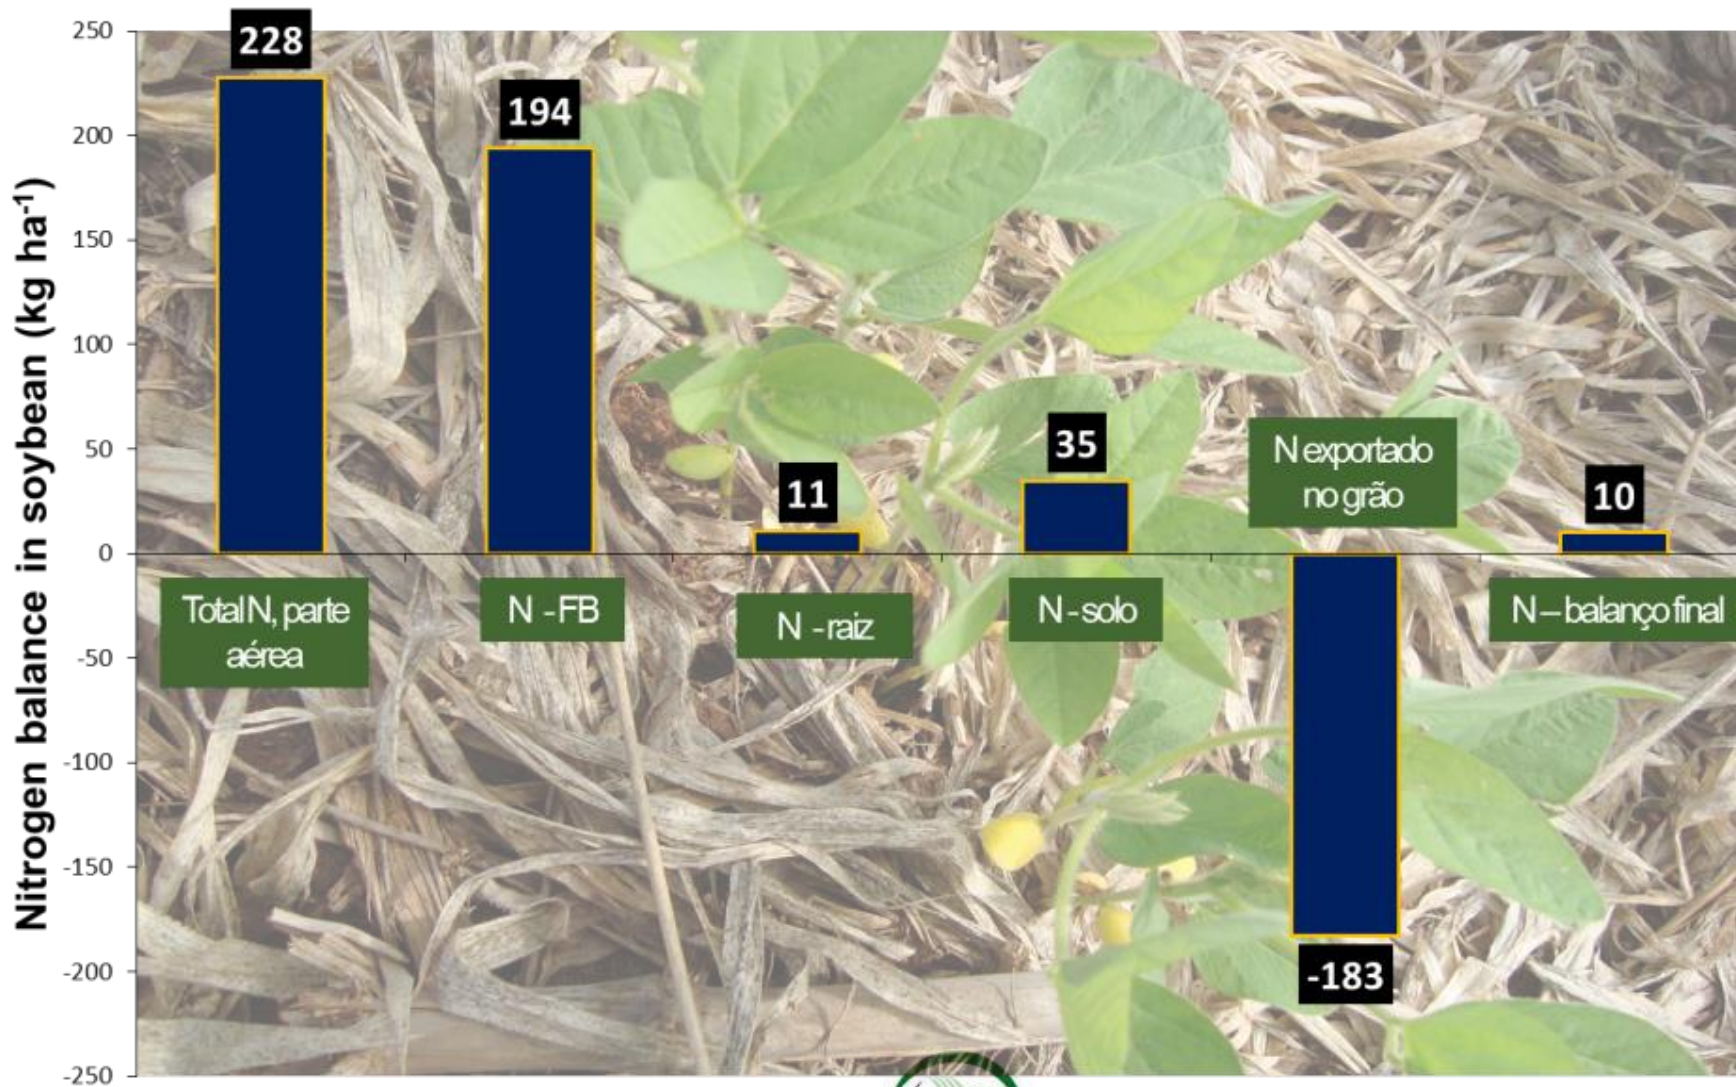 Nitrogen balance in soybean (kg ha⁻¹)
250
200
150
100
50
0
-50
-100
-150
-200
-250
228
194
11
35
-183
10
Total N, parte
aérea
N - FB
N - raiz
N - solo
N exportado
no grão
N – balanço final